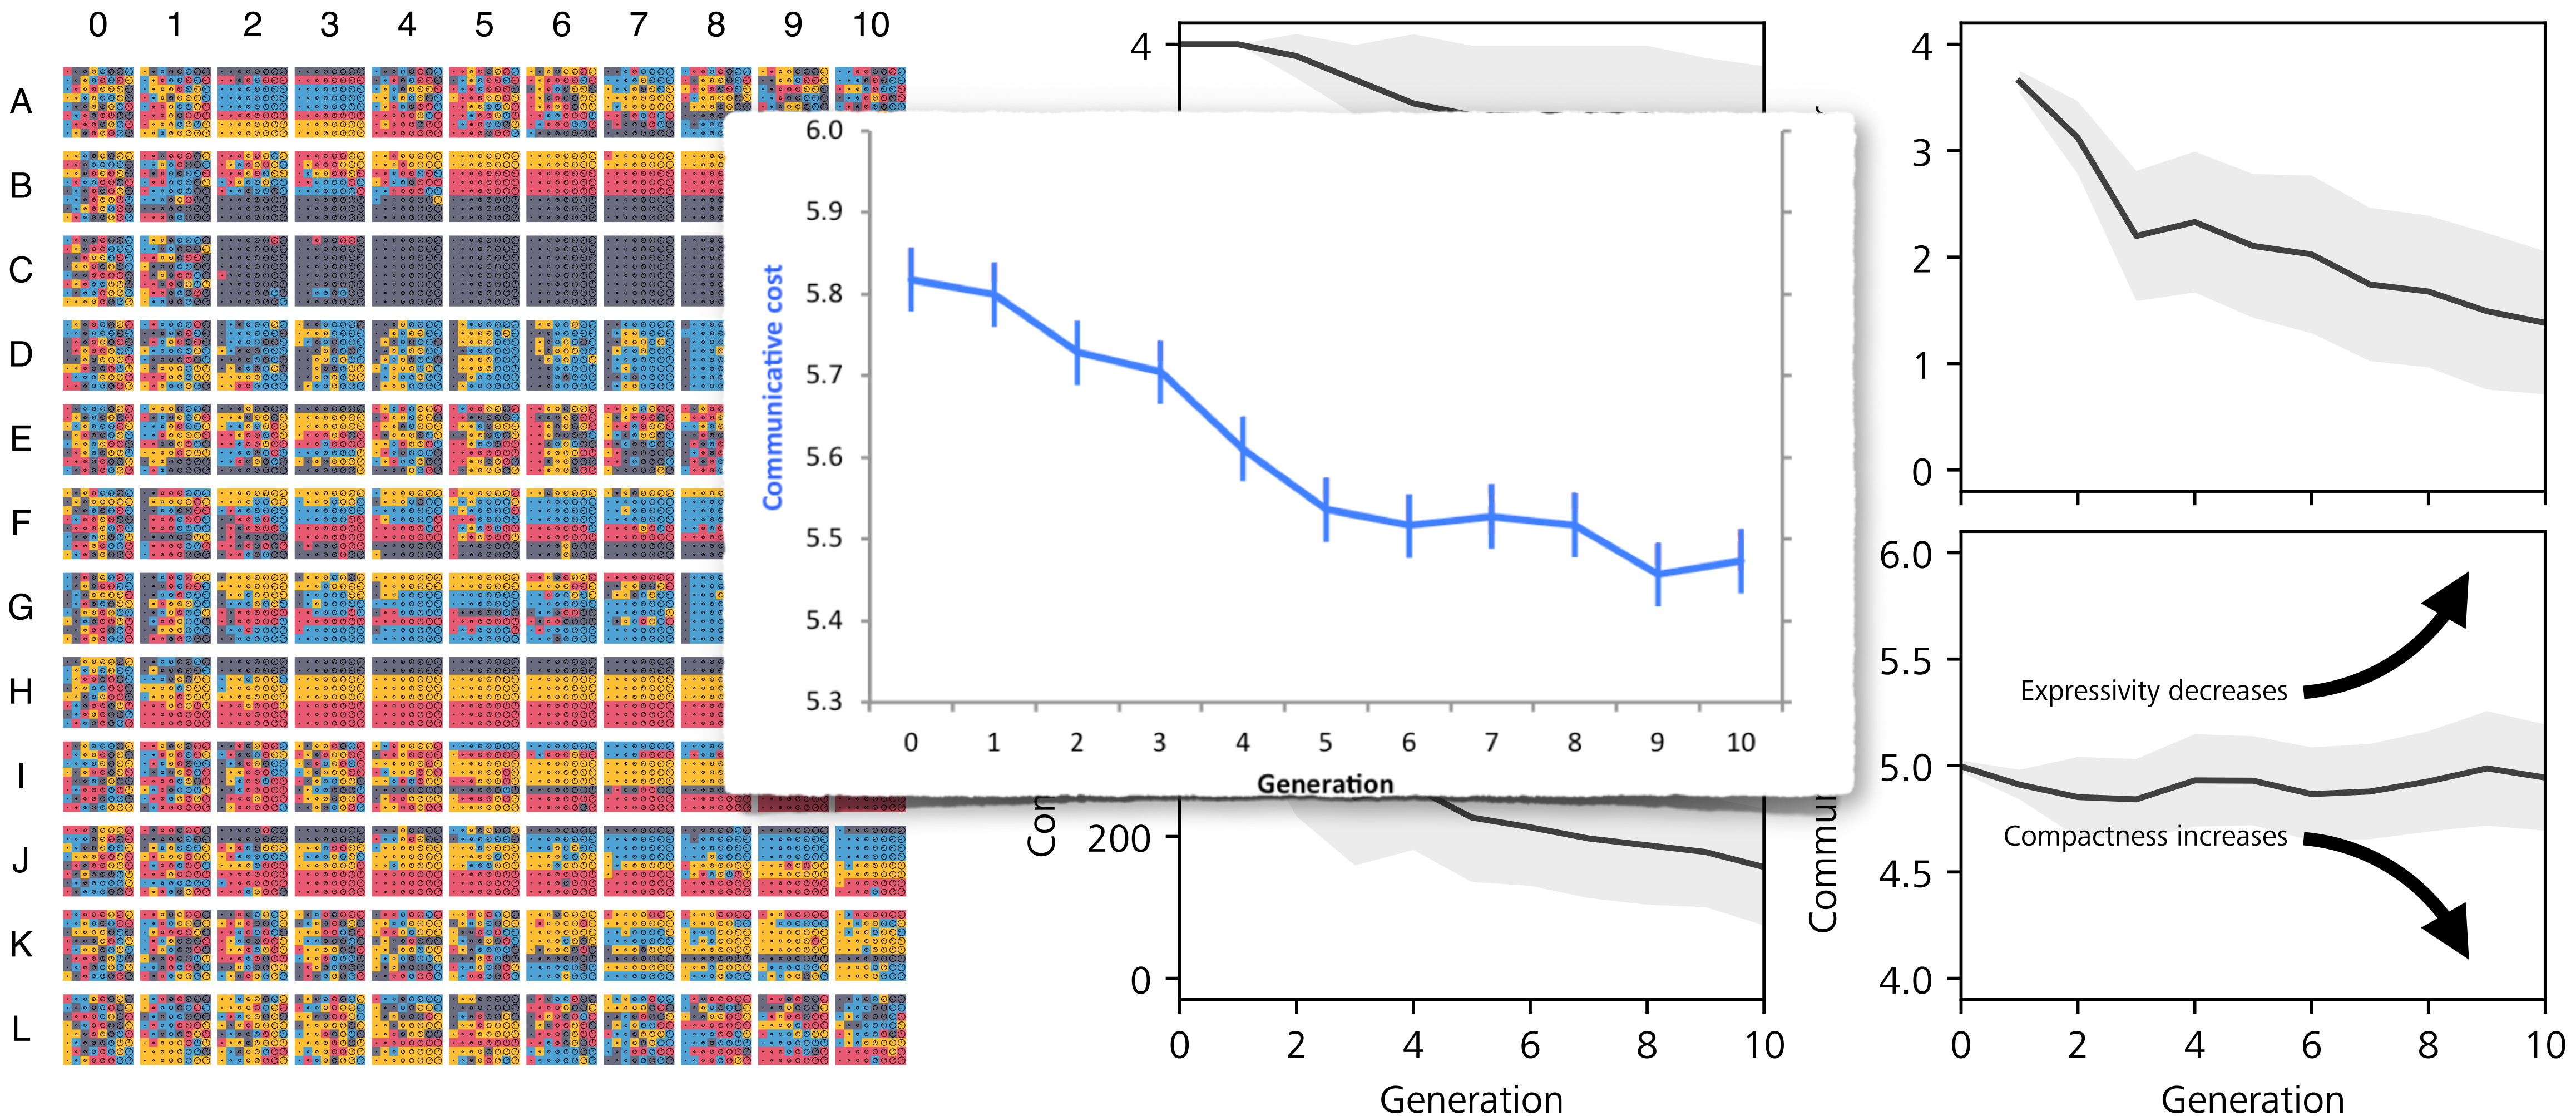 0 1 2 3 4 5 6 7 8 9 10
A
B
C
D
E
F
G
H
I
J
K
L
4
200
0
0 2 4 6 8 10
Generation
6.0
5.9
5.8
5.7
5.6
5.5
5.4
5.3
Communicative cost
0 1 2 3 4 5 6 7 8 9 10
Generation
4
3
2
1
0
6.0
5.5
5.0
4.5
4.0
Expressivity decreases
Compactness increases
0 2 4 6 8 10
Generation